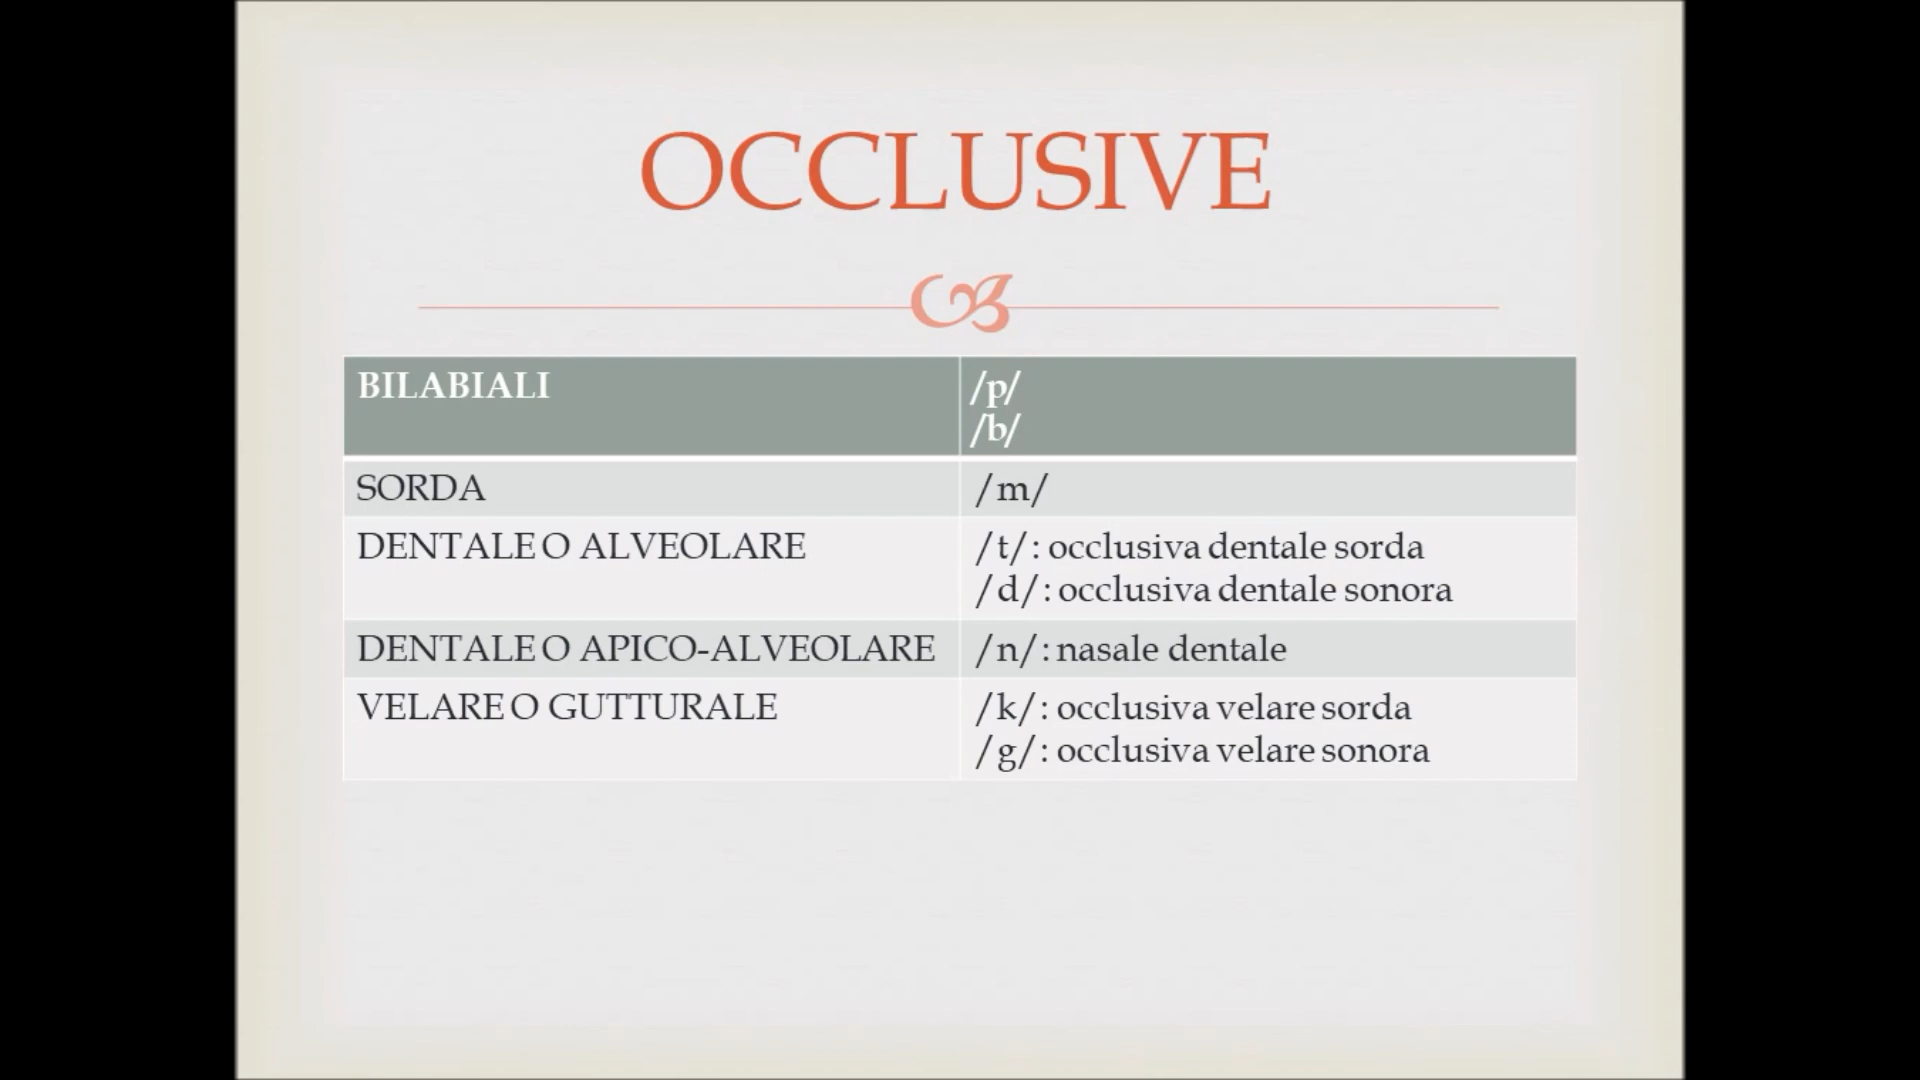 OCCLUSIVE
BILABIALI
/p/
/b/
SORDA
/m/
DENTALE O ALVEOLARE
/t/: occlusiva dentale sorda
/d/: occlusiva dentale sonora
DENTALE O APICO-ALVEOLARE
/n/: nasale dentale
VELARE O GUTTURALE
/k/: occlusiva velare sorda
/g/: occlusiva velare sonora